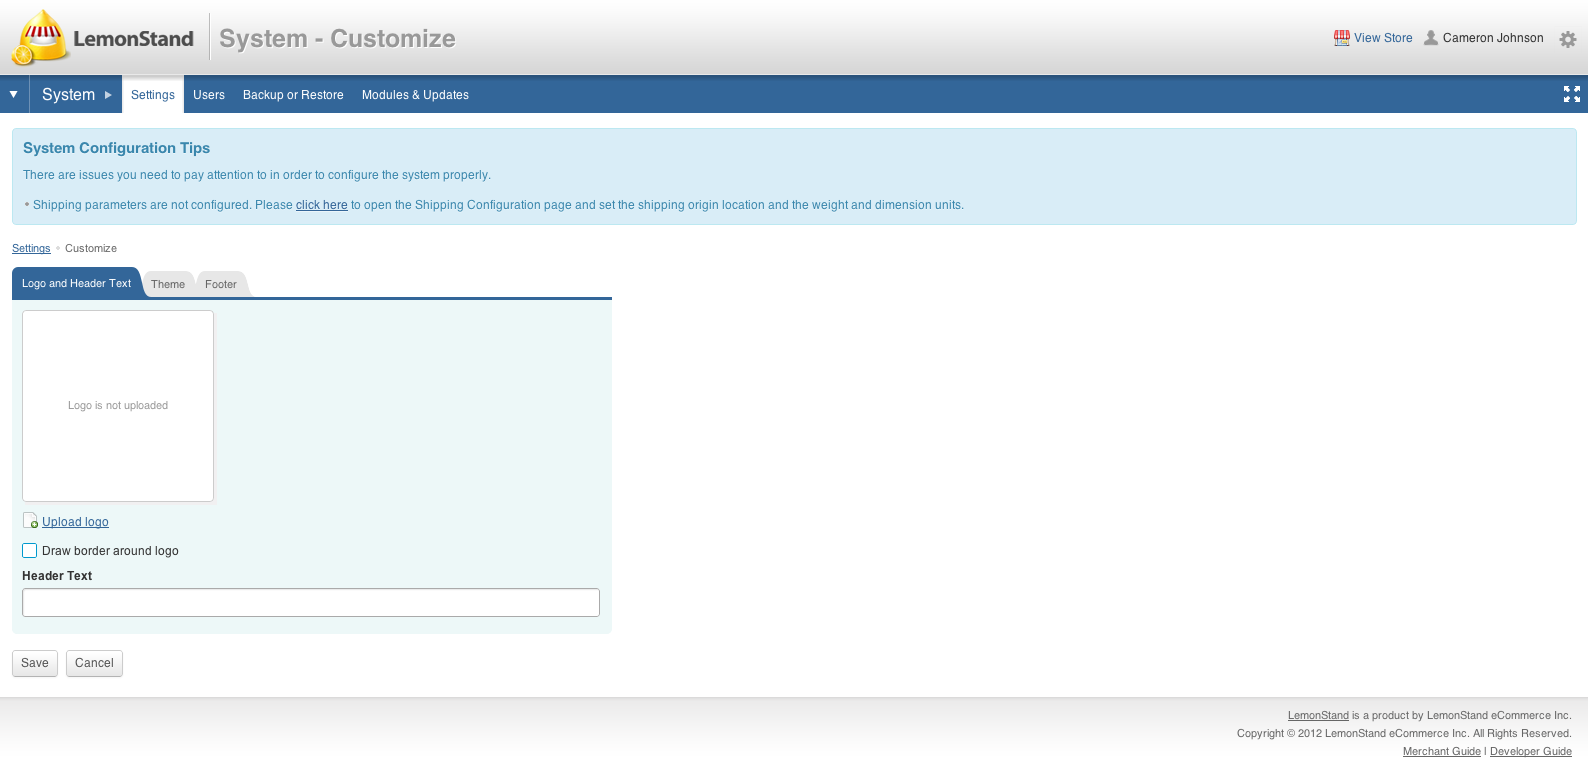 LemonStand
System - Customize
View Store
Cameron Johnson
System
Settings
Users
Backup or Restore
Modules & Updates
System Configuration Tips
There are issues you need to pay attention to in order to configure the system properly.
Shipping parameters are not configured. Please click here to open the Shipping Configuration page and set the shipping origin location and the weight and dimension units.
Settings
Customize
Logo and Header Text
Theme
Footer
Logo is not uploaded
Upload logo
Draw border around logo
Header Text
Save
Cancel
LemonStand is a product by LemonStand eCommerce Inc.
Copyright © 2012 LemonStand eCommerce Inc. All Rights Reserved.
Merchant Guide | Developer Guide